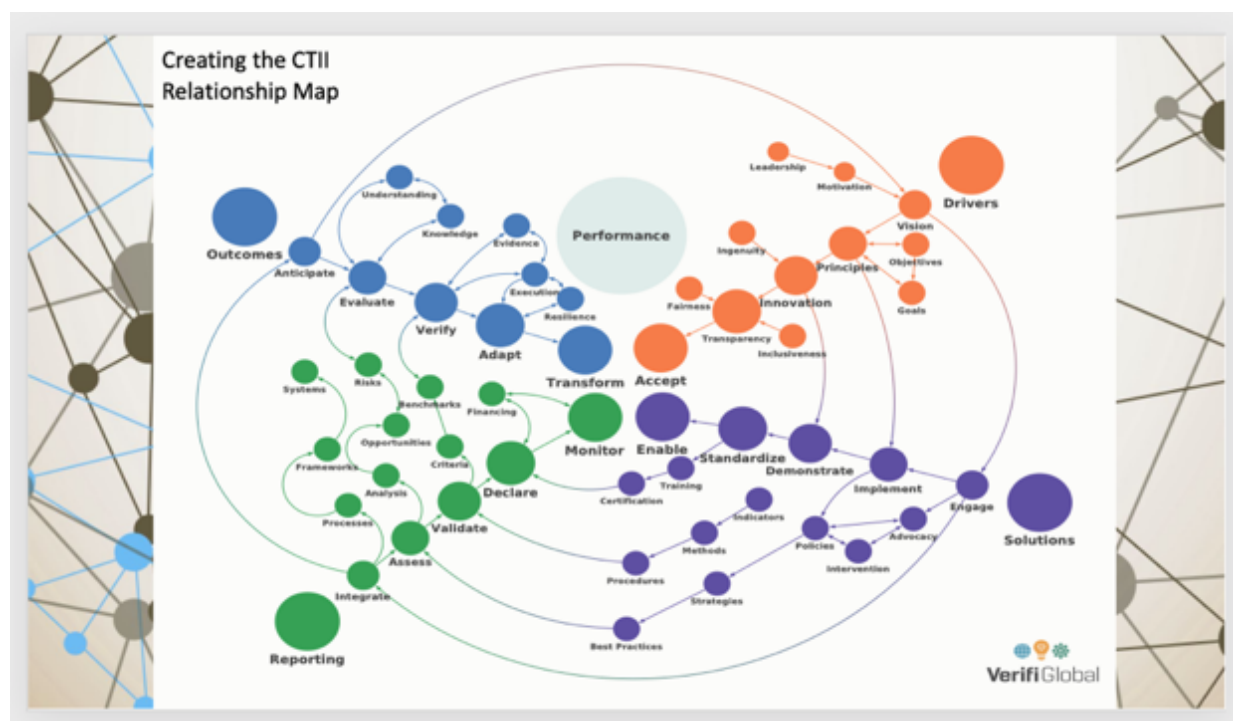 Creating the CTII
Relationship Map
Outcomes
Anticipate
Understanding
Knowledge
Evaluate
Evidence
Execution
Resilience
Verify
Adapt
Transform
Performance
Leadership
Motivation
Drivers
Vision
Ingenuity
Principles
Objectives
Innovation
Goals
Fairness
Transparency
Inclusiveness
Accept
Systems
Risks
Benchmarks
Financing
Opportunities
Monitor
Frameworks
Criteria
Analysis
Declare
Processes
Validate
Assess
Integrate
Reporting
Enable
Standardize
Demonstrate
Training
Certification
Implement
Engage
Indicators
Methods
Policies
Advocacy
Solutions
Procedures
Intervention
Strategies
Best Practices
VerifiGlobal